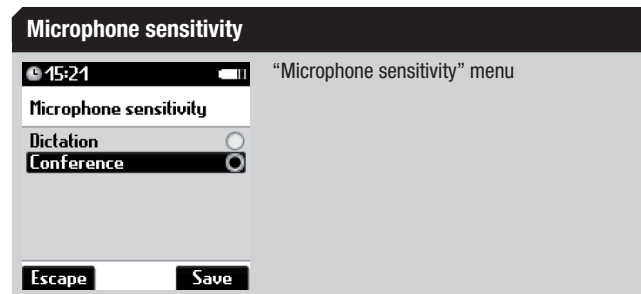 Microphone sensitivity
15:21
Microphone sensitivity
Dictation
Conference
Escape Save
"Microphone sensitivity" menu